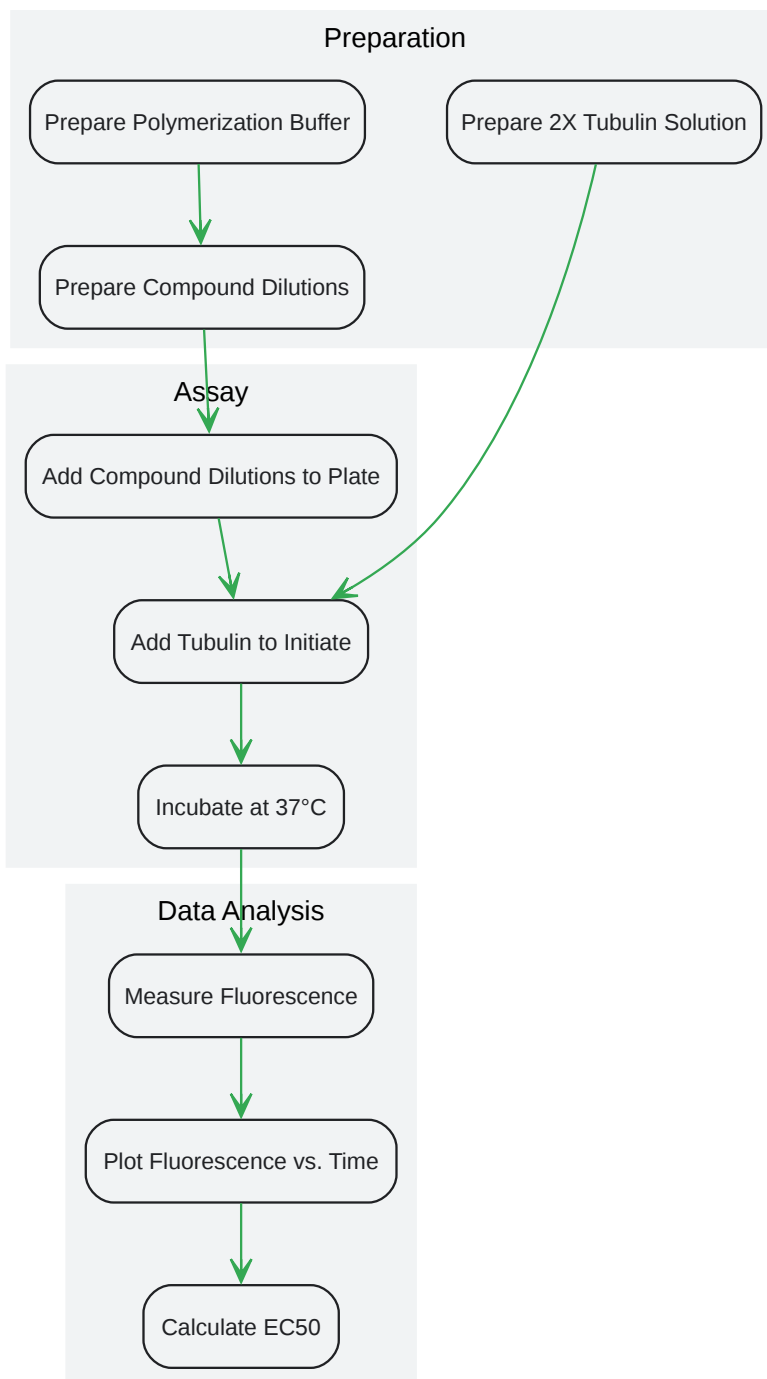 Preparation
Prepare Polymerization Buffer
Prepare 2X Tubulin Solution
Prepare Compound Dilutions
Assay
Add Compound Dilutions to Plate
Add Tubulin to Initiate
Incubate at 37°C
Data Analysis
Measure Fluorescence
Plot Fluorescence vs. Time
Calculate EC50